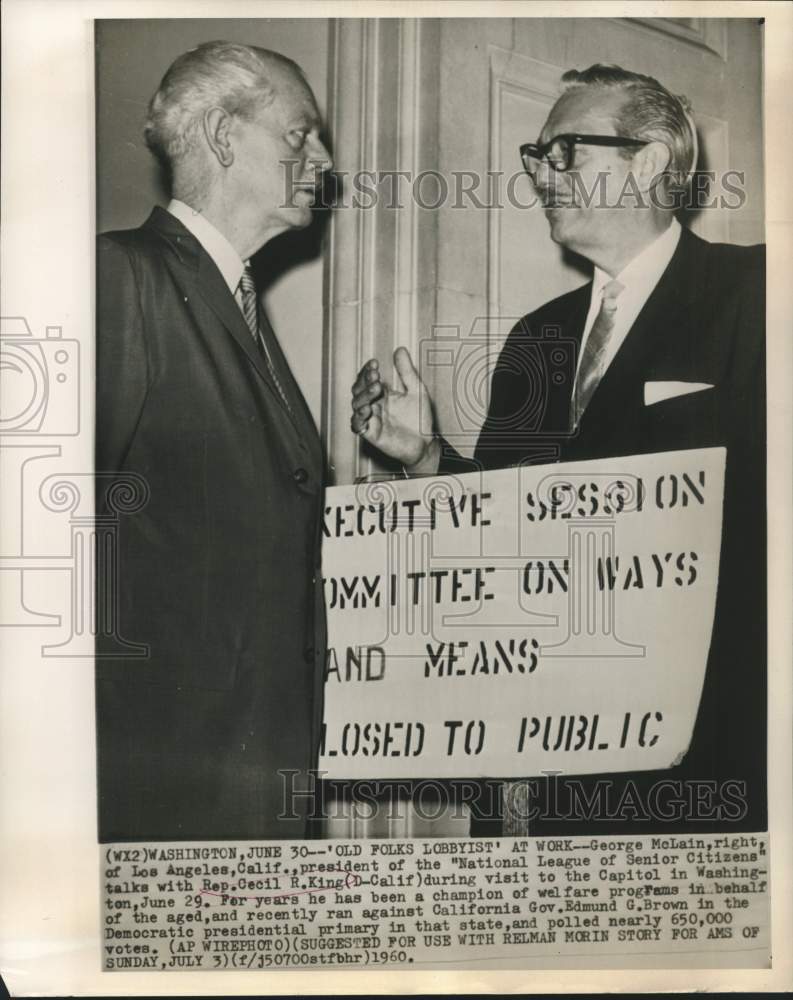 HISTORIC IMAGES
XECUTIVE SESSION
OMMITTEE ON WAYS
AND MEANS
LOSED TO PUBLIC
HISTORIC IMAGES
(WX2)WASHINGTON,JUNE 30--'OLD FOLKS LOBBYIST' AT WORK--George McLain,right,
of Los Angeles,Calif.,president of the "National League of Senior Citizens"
talks with Rep.Cecil R.King(D-Calif)during visit to the Capitol in Washing-
ton,June 29. For years he has been a champion of welfare programs in behalf
of the aged,and recently ran against California Gov.Edmund G.Brown in the
Democratic presidential primary in that state,and polled nearly 650,000
votes. (AP WIREPHOTO)(SUGGESTED FOR USE WITH RELMAN MORIN STORY FOR AMS OF
SUNDAY,JULY 3)(f/j50700stfbhr)1960.